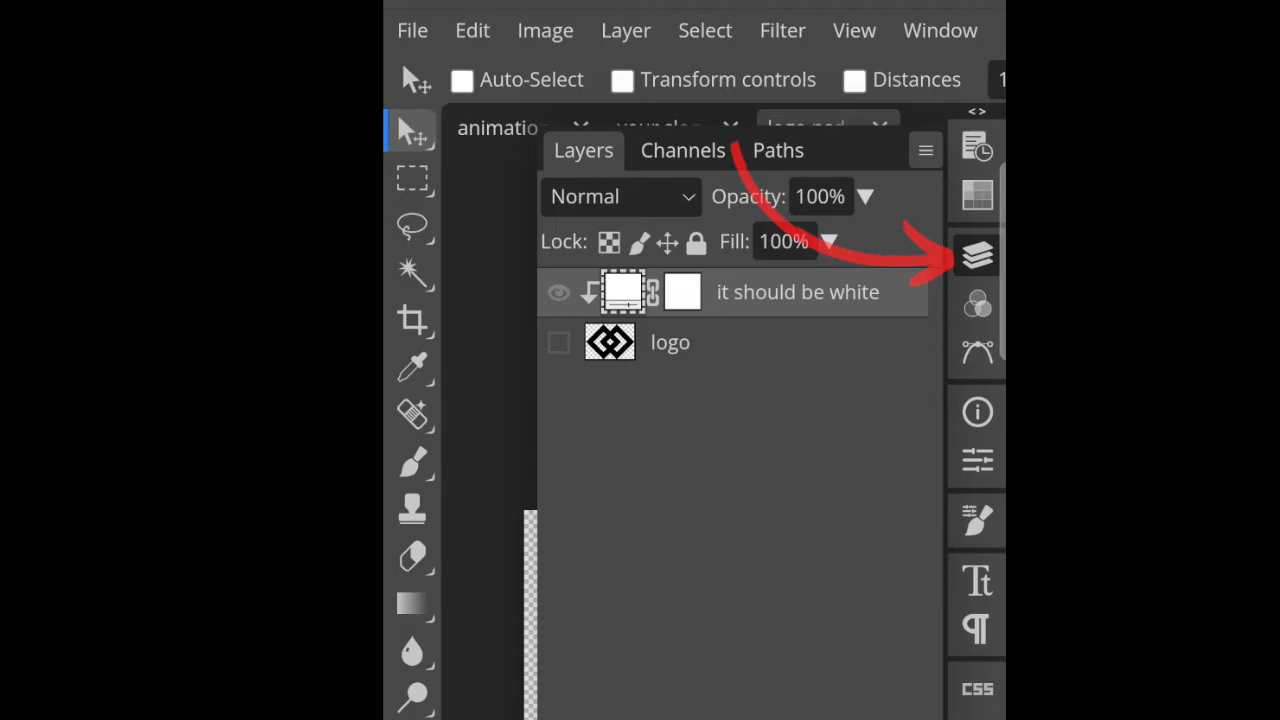 File Edit Image Layer Select Filter View Window
Auto-Select Transform controls Distances 1
Layers Channels Paths
Normal Opacity: 100%
Lock: Fill: 100%
it should be white
logo
Tt
CSS